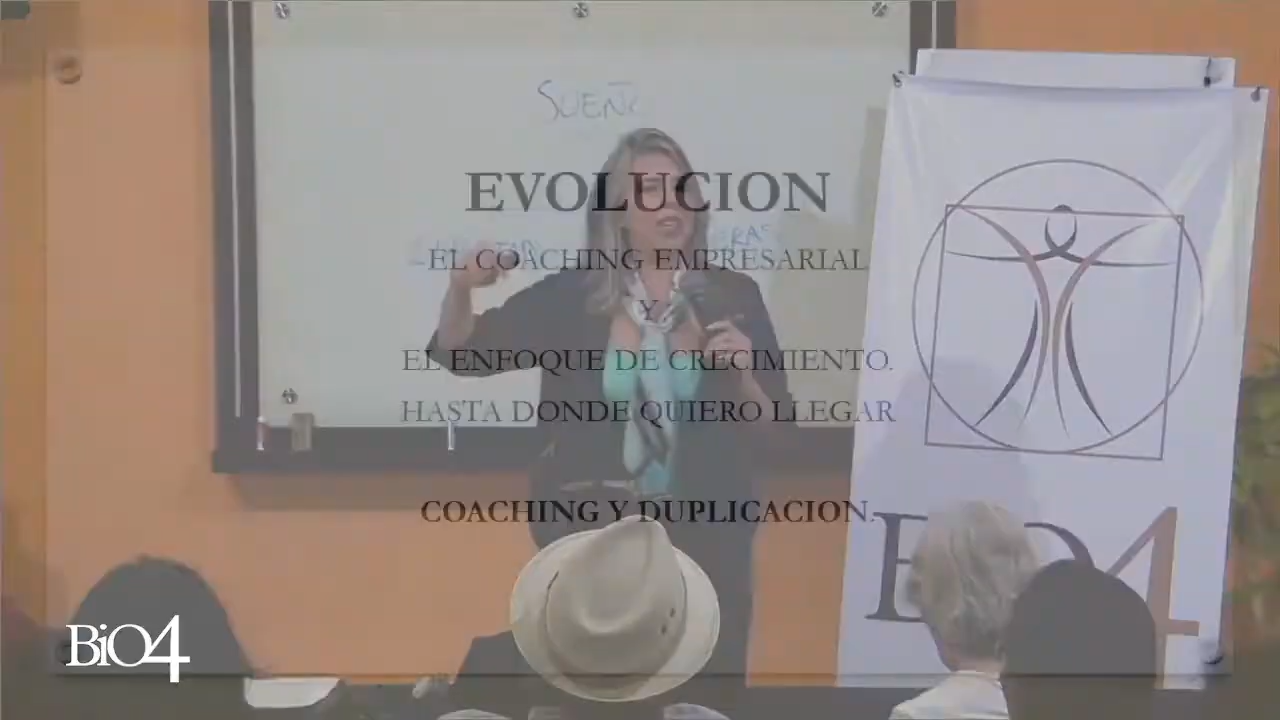 EVOLUCION
EL COACHING EMPRESARIAL
Y
EL ENFOQUE DE CRECIMIENTO.
HASTA DONDE QUIERO LLEGAR
COACHING Y DUPLICACION.
BiO4